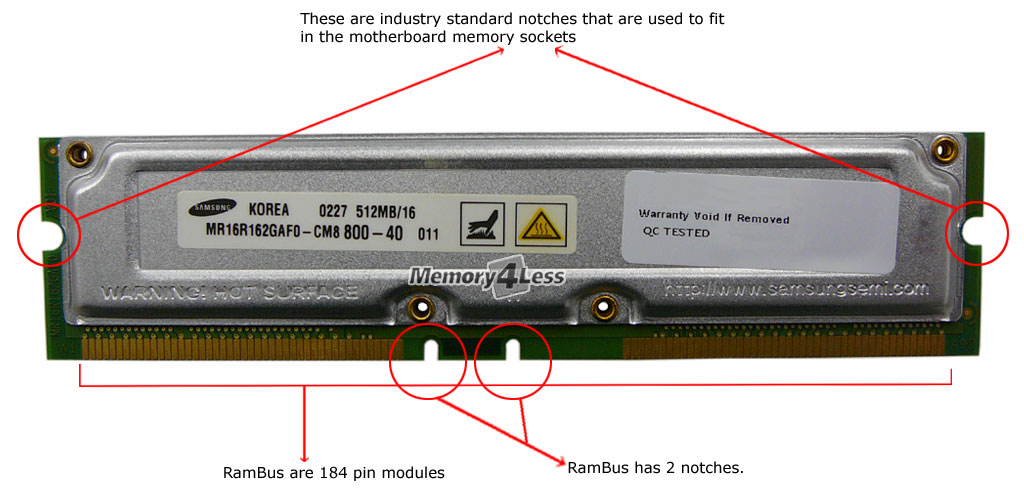 These are industry standard notches that are used to fit
in the motherboard memory sockets
SAMSUNG KOREA 0227 512MB/16
MR16R162GAF0-CM8 800-40 011
Warranty Void If Removed
QC TESTED
Memory4Less
WARNING! HOT SURFACE
http://www.samsungsemi.com
RamBus are 184 pin modules
RamBus has 2 notches.